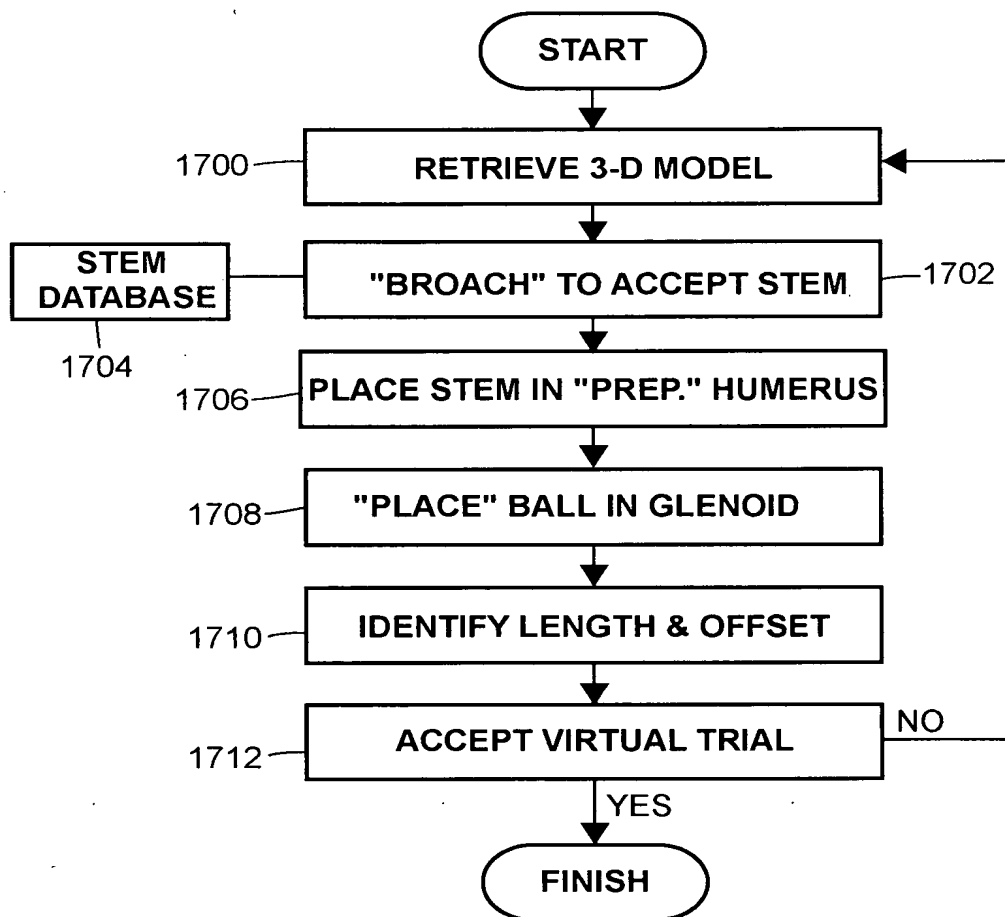 START
1700
RETRIEVE 3-D MODEL
STEM
DATABASE
1704
"BROACH" TO ACCEPT STEM
1702
1706
PLACE STEM IN "PREP." HUMERUS
1708
"PLACE" BALL IN GLENOID
1710
IDENTIFY LENGTH & OFFSET
1712
ACCEPT VIRTUAL TRIAL
NO
YES
FINISH